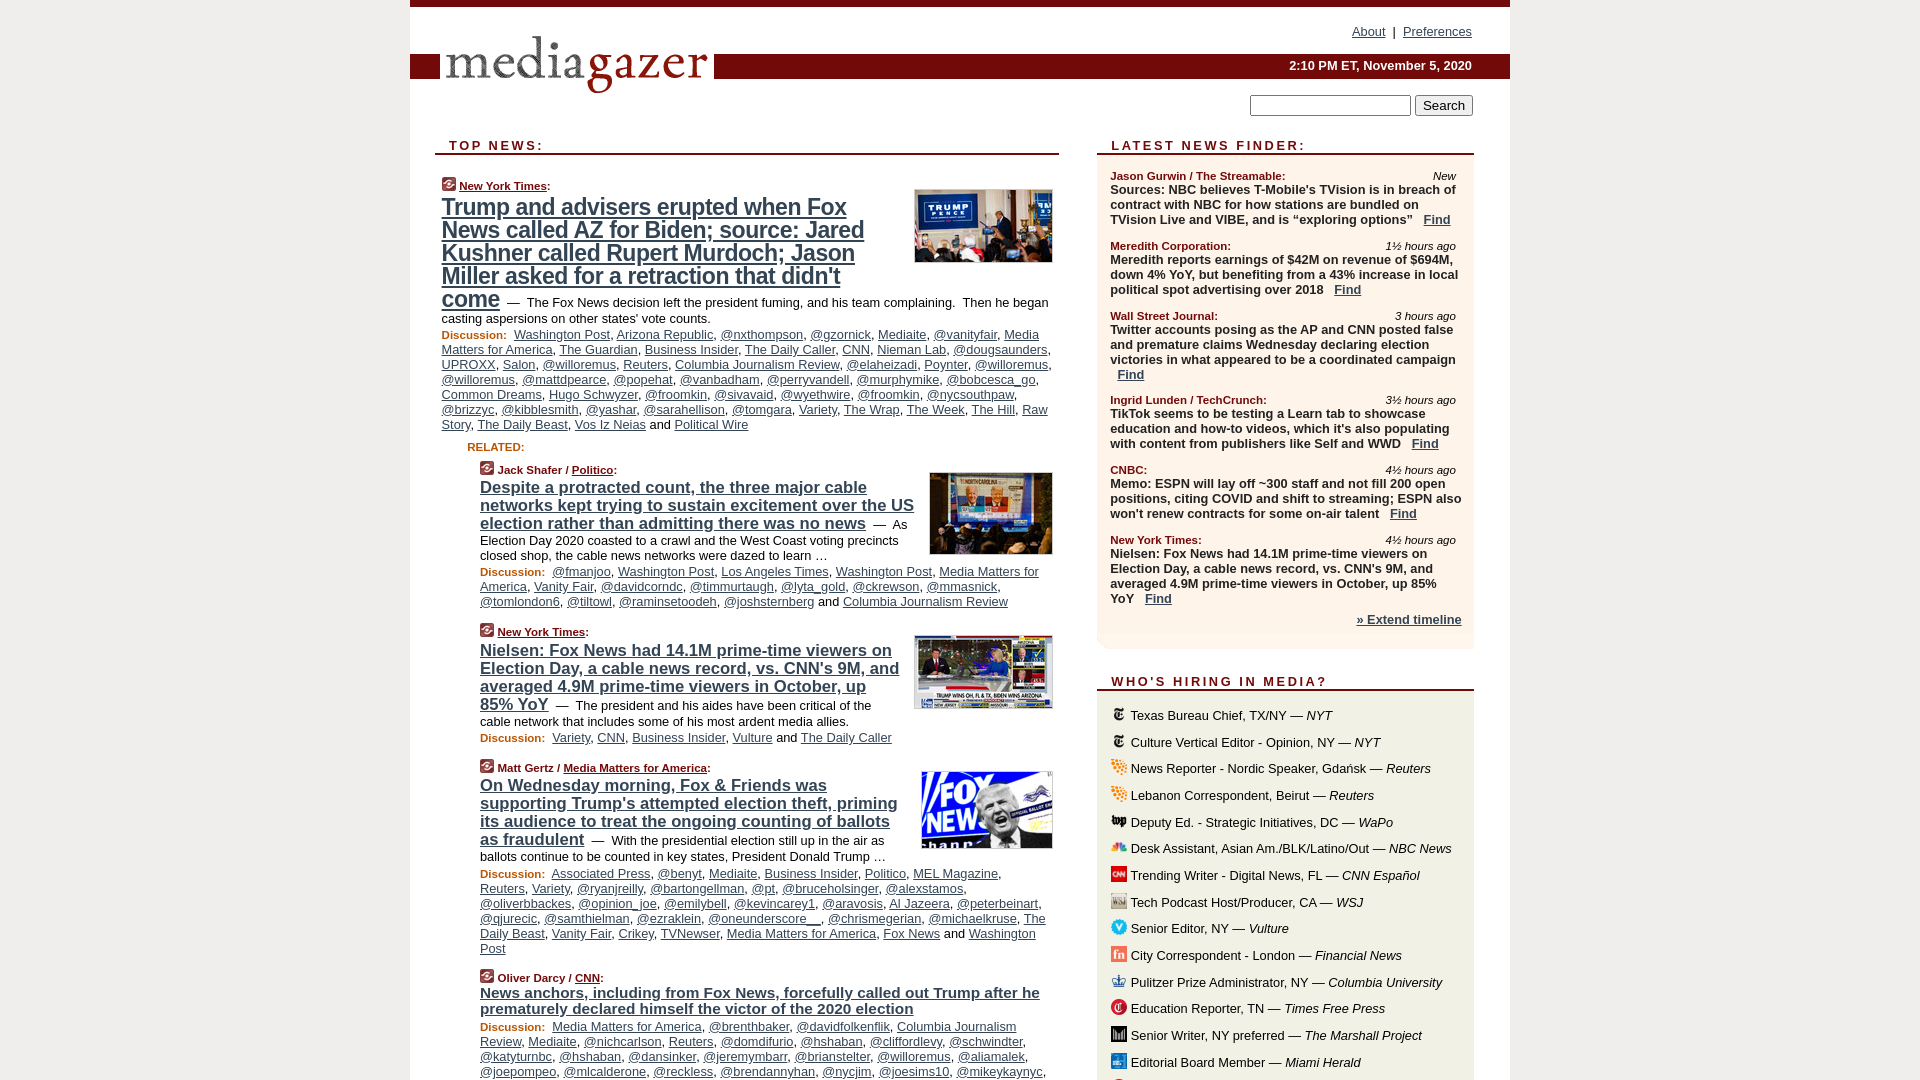 About | Preferences
mediagazer
2:10 PM ET, November 5, 2020
Search
TOP NEWS:
New York Times:
Trump and advisers erupted when Fox
News called AZ for Biden; source: Jared
Kushner called Rupert Murdoch; Jason
Miller asked for a retraction that didn't
come — The Fox News decision left the president fuming, and his team complaining. Then he began
casting aspersions on other states' vote counts.
Discussion: Washington Post, Arizona Republic, @nxthompson, @gzornick, Mediaite, @vanityfair, Media
Matters for America, The Guardian, Business Insider, The Daily Caller, CNN, Nieman Lab, @dougsaunders,
UPROXX, Salon, @willoremus, Reuters, Columbia Journalism Review, @elaheizadi, Poynter, @willoremus,
@willoremus, @mattdpearce, @popehat, @vanbadham, @perryvandell, @murphymike, @bobcesca_go,
Common Dreams, Hugo Schwyzer, @froomkin, @sivavaid, @wyethwire, @froomkin, @nycsouthpaw,
@brizzyc, @kibblesmith, @yashar, @sarahellison, @tomgara, Variety, The Wrap, The Week, The Hill, Raw
Story, The Daily Beast, Vos Iz Neias and Political Wire
RELATED:
Jack Shafer / Politico:
Despite a protracted count, the three major cable
networks kept trying to sustain excitement over the US
election rather than admitting there was no news — As
Election Day 2020 coasted to a crawl and the West Coast voting precincts
closed shop, the cable news networks were dazed to learn …
Discussion: @fmanjoo, Washington Post, Los Angeles Times, Washington Post, Media Matters for
America, Vanity Fair, @davidcorndc, @timmurtaugh, @lyta_gold, @ckrewson, @mmasnick,
@tomlondon6, @tiltowl, @raminsetoodeh, @joshsternberg and Columbia Journalism Review
New York Times:
Nielsen: Fox News had 14.1M prime-time viewers on
Election Day, a cable news record, vs. CNN's 9M, and
averaged 4.9M prime-time viewers in October, up
85% YoY — The president and his aides have been critical of the
cable network that includes some of his most ardent media allies.
Discussion: Variety, CNN, Business Insider, Vulture and The Daily Caller
Matt Gertz / Media Matters for America:
On Wednesday morning, Fox & Friends was
supporting Trump's attempted election theft, priming
its audience to treat the ongoing counting of ballots
as fraudulent — With the presidential election still up in the air as
ballots continue to be counted in key states, President Donald Trump …
Discussion: Associated Press, @benyt, Mediaite, Business Insider, Politico, MEL Magazine,
Reuters, Variety, @ryanjreilly, @bartongellman, @pt, @bruceholsinger, @alexstamos,
@oliverbbackes, @opinion_joe, @emilybell, @kevincarey1, @aravosis, Al Jazeera, @peterbeinart,
@qjurecic, @samthielman, @ezraklein, @oneunderscore__, @chrismegerian, @michaelkruse, The
Daily Beast, Vanity Fair, Crikey, TVNewser, Media Matters for America, Fox News and Washington
Post
Oliver Darcy / CNN:
News anchors, including from Fox News, forcefully called out Trump after he
prematurely declared himself the victor of the 2020 election
Discussion: Media Matters for America, @brenthbaker, @davidfolkenflik, Columbia Journalism
Review, Mediaite, @nichcarlson, Reuters, @domdifurio, @hshaban, @cliffordlevy, @schwindter,
@katyturnbc, @hshaban, @dansinker, @jeremymbarr, @brianstelter, @willoremus, @aliamalek,
@joepompeo, @mlcalderone, @reckless, @brendannyhan, @nycjim, @joesims10, @mikeykaync,
TRUMP
PENCE
NORTH CAROLINA
TRUMP WINS OH, FL & TX, BIDEN WINS ARIZONA
FOX
NEWS
channel
LATEST NEWS FINDER:
Jason Gurwin / The Streamable: New
Sources: NBC believes T-Mobile's TVision is in breach of
contract with NBC for how stations are bundled on
TVision Live and VIBE, and is “exploring options” Find
Meredith Corporation: 1½ hours ago
Meredith reports earnings of $42M on revenue of $694M,
down 4% YoY, but benefiting from a 43% increase in local
political spot advertising over 2018 Find
Wall Street Journal: 3 hours ago
Twitter accounts posing as the AP and CNN posted false
and premature claims Wednesday declaring election
victories in what appeared to be a coordinated campaign
Find
Ingrid Lunden / TechCrunch: 3½ hours ago
TikTok seems to be testing a Learn tab to showcase
education and how-to videos, which it's also populating
with content from publishers like Self and WWD Find
CNBC: 4½ hours ago
Memo: ESPN will lay off ~300 staff and not fill 200 open
positions, citing COVID and shift to streaming; ESPN also
won't renew contracts for some on-air talent Find
New York Times: 4½ hours ago
Nielsen: Fox News had 14.1M prime-time viewers on
Election Day, a cable news record, vs. CNN's 9M, and
averaged 4.9M prime-time viewers in October, up 85%
YoY Find
» Extend timeline
WHO'S HIRING IN MEDIA?
Texas Bureau Chief, TX/NY — NYT
Culture Vertical Editor - Opinion, NY — NYT
News Reporter - Nordic Speaker, Gdańsk — Reuters
Lebanon Correspondent, Beirut — Reuters
Deputy Ed. - Strategic Initiatives, DC — WaPo
Desk Assistant, Asian Am./BLK/Latino/Out — NBC News
Trending Writer - Digital News, FL — CNN Español
Tech Podcast Host/Producer, CA — WSJ
Senior Editor, NY — Vulture
City Correspondent - London — Financial News
Pulitzer Prize Administrator, NY — Columbia University
Education Reporter, TN — Times Free Press
Senior Writer, NY preferred — The Marshall Project
Editorial Board Member — Miami Herald